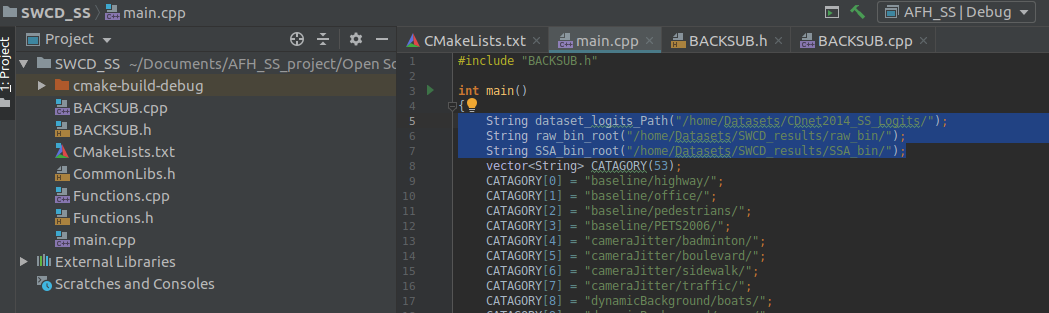 SWCD_SS main.cpp AFH_SS | Debug
1: Project
Project
SWCD_SS ~/Documents/AFH_SS_project/Open Sc
cmake-build-debug
BACKSUB.cpp
BACKSUB.h
CMakeLists.txt
CommonLibs.h
Functions.cpp
Functions.h
main.cpp
External Libraries
Scratches and Consoles
CMakeLists.txt main.cpp BACKSUB.h BACKSUB.cpp
1 #include "BACKSUB.h"
2
3 int main()
4 {
5 String dataset_logits_Path("/home/Datasets/CDnet2014_SS_Logits/");
6 String raw_bin_root("/home/Datasets/SWCD_results/raw_bin/");
7 String SSA_bin_root("/home/Datasets/SWCD_results/SSA_bin/");
8 vector<String> CATAGORY(53);
9 CATAGORY[0] = "baseline/highway/";
10 CATAGORY[1] = "baseline/office/";
11 CATAGORY[2] = "baseline/pedestrians/";
12 CATAGORY[3] = "baseline/PETS2006/";
13 CATAGORY[4] = "cameraJitter/badminton/";
14 CATAGORY[5] = "cameraJitter/boulevard/";
15 CATAGORY[6] = "cameraJitter/sidewalk/";
16 CATAGORY[7] = "cameraJitter/traffic/";
17 CATAGORY[8] = "dynamicBackground/boats/";